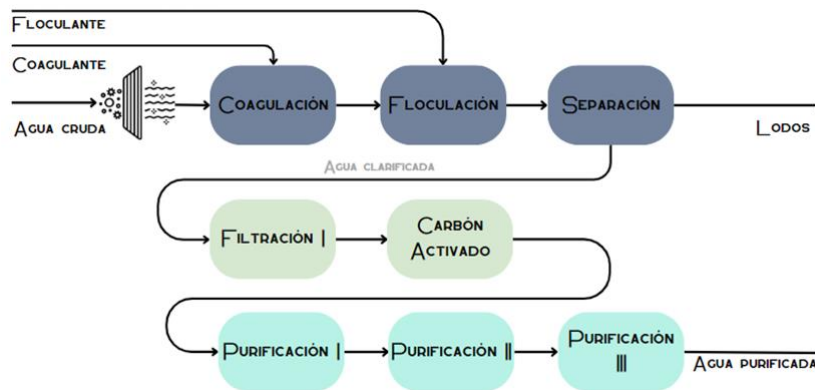 Floculante
Coagulante
Agua cruda
Coagulación
Floculación
Separación
Lodos
Agua clarificada
Filtración I
Carbón
Activado
Purificación I
Purificación II
Purificación
III
Agua purificada